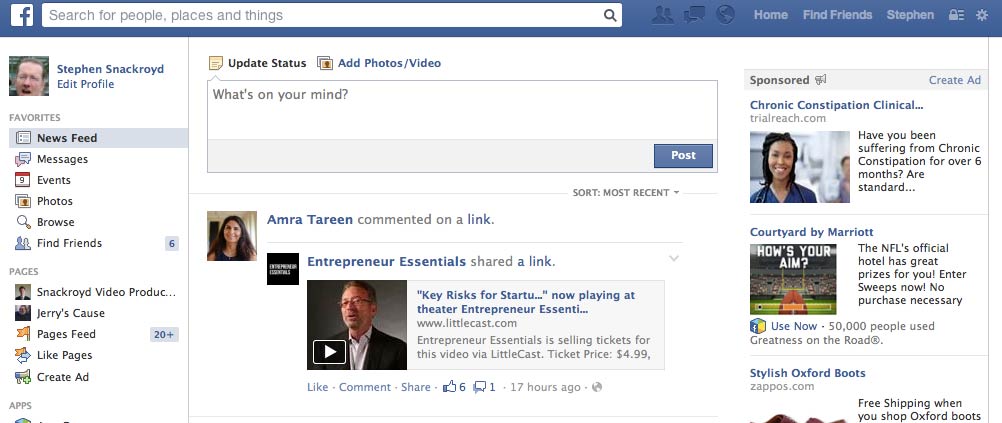 f
Search for people, places and things
Home Find Friends Stephen
Stephen Snackroyd
Edit Profile
FAVORITES
News Feed
Messages
9 Events
Photos
Browse
Find Friends 6
PAGES
Snackroyd Video Produc...
Jerry's Cause
Pages Feed 20+
Like Pages
Create Ad
APPS
Update Status Add Photos/Video
What's on your mind?
Post
SORT: MOST RECENT
Amra Tareen commented on a link.
ENTREPRENEUR
ESSENTIALS
Entrepreneur Essentials shared a link.
"Key Risks for Startu..." now playing at
theater Entrepreneur Essenti...
www.littlecast.com
Entrepreneur Essentials is selling tickets for
this video via LittleCast. Ticket Price: $4.99,
Like · Comment · Share · 6 1 · 17 hours ago ·
Sponsored Create Ad
Chronic Constipation Clinical...
trialreach.com
Have you been
suffering from Chronic
Constipation for over 6
months? Are
standard...
Courtyard by Marriott
HOW'S YOUR
AIM?
The NFL's official
hotel has great
prizes for you! Enter
Sweeps now! No
purchase necessary
Use Now · 50,000 people used
Greatness on the Road®.
Stylish Oxford Boots
zappos.com
Free Shipping when
you shop Oxford boots